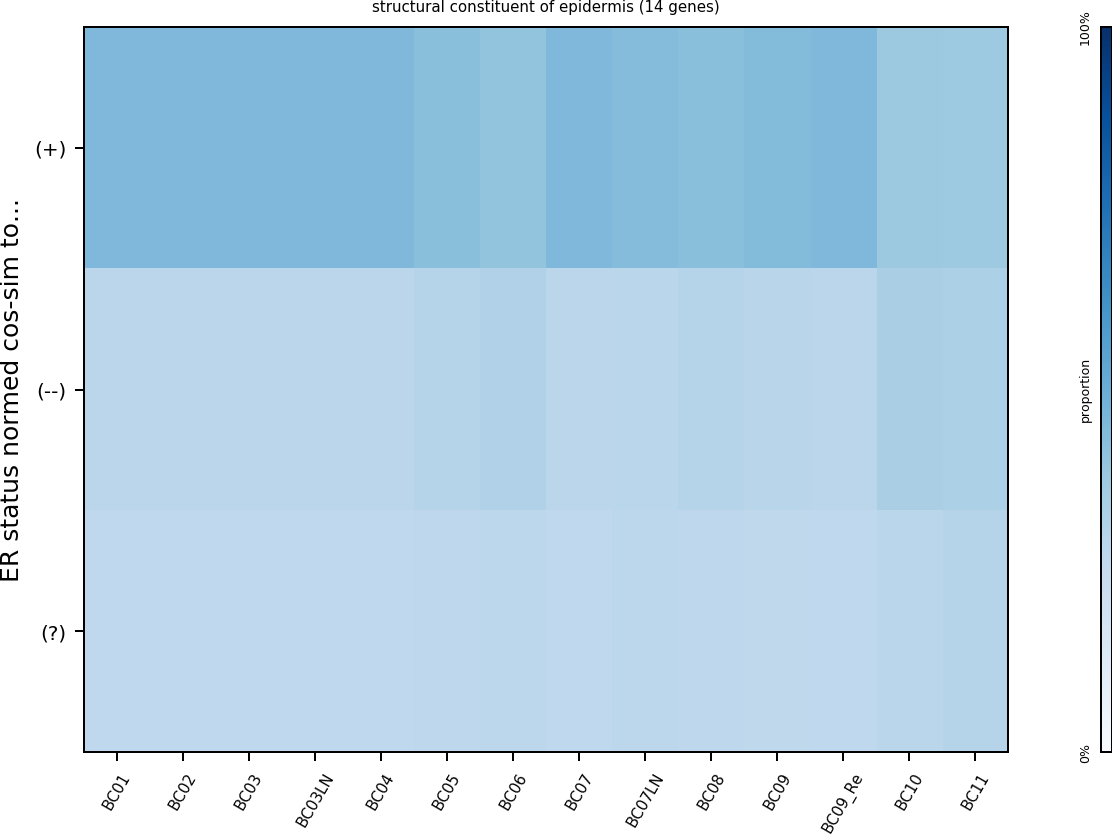 structural constituent of epidermis (14 genes)
ER status normed cos-sim to...
(+)
(--)
(?)
BC01
BC02
BC03
BC03LN
BC04
BC05
BC06
BC07
BC07LN
BC08
BC09
BC09_Re
BC10
BC11
100%
proportion
0%